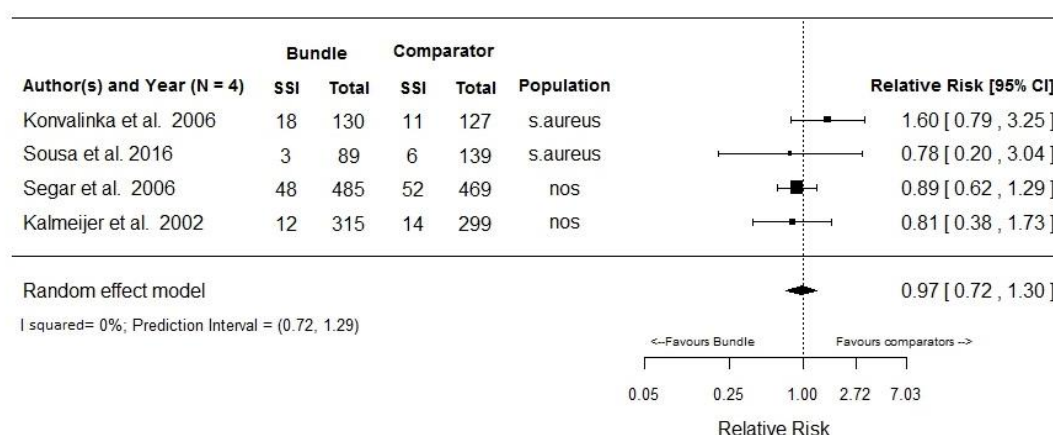 Bundle Comparator
Author(s) and Year (N = 4) SSI Total SSI Total Population Relative Risk [95% CI]
Konvalinka et al. 2006 18 130 11 127 s.aureus 1.60 [ 0.79 , 3.25 ]
Sousa et al. 2016 3 89 6 139 s.aureus 0.78 [ 0.20 , 3.04 ]
Segar et al. 2006 48 485 52 469 nos 0.89 [ 0.62 , 1.29 ]
Kalmeijer et al. 2002 12 315 14 299 nos 0.81 [ 0.38 , 1.73 ]
Random effect model 0.97 [ 0.72 , 1.30 ]
I squared= 0%; Prediction Interval = (0.72, 1.29)
<--Favours Bundle Favours comparators -->
0.05 0.25 1.00 2.72 7.03
Relative Risk